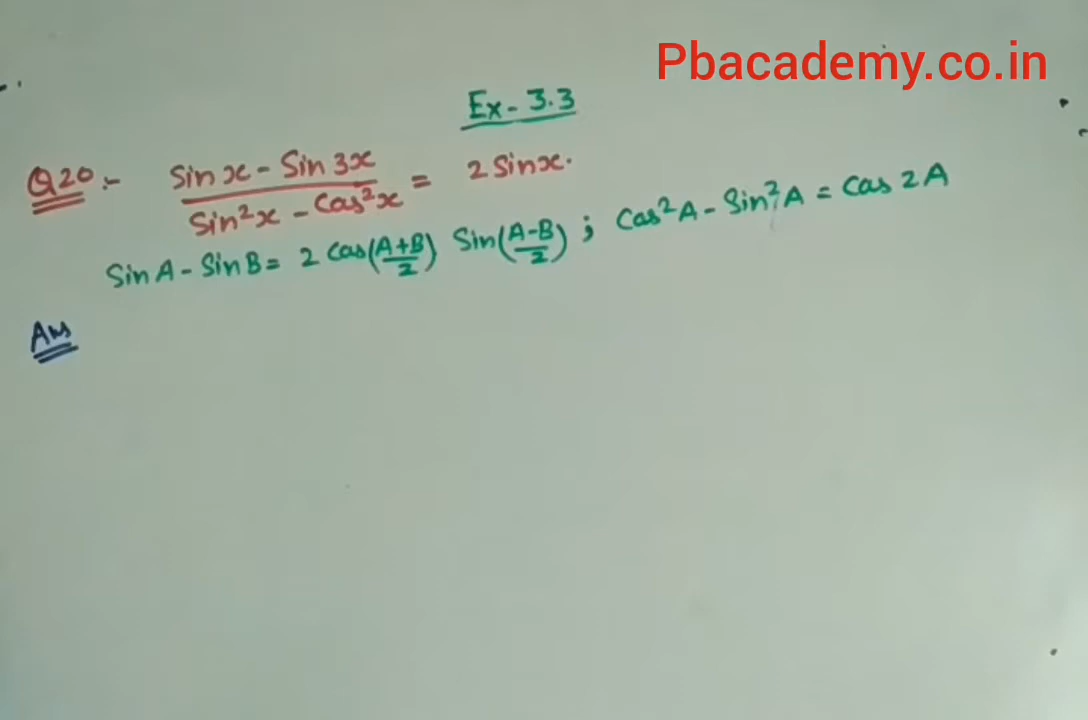 Pbacademy.co.in
Ex - 3.3
Q20 :- (Sin x - Sin 3x)/(Sin²x - Cos²x) = 2 Sin x.
Sin A - Sin B = 2 Cos((A+B)/2) Sin((A-B)/2) ; Cos²A - Sin²A = Cos 2A
Ans